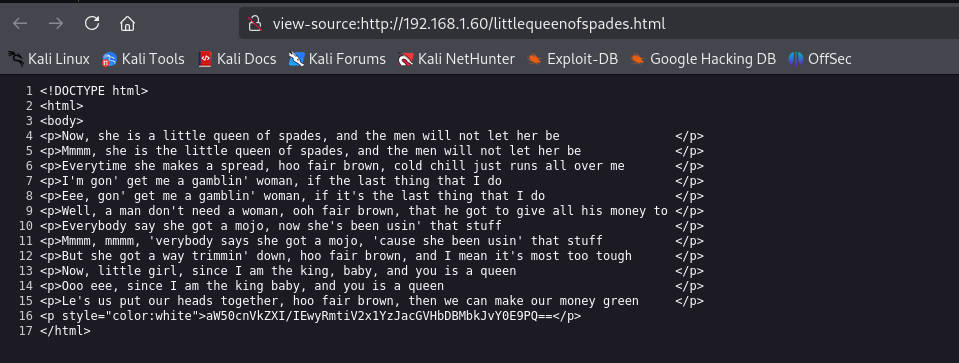 view-source:http://192.168.1.60/littlequeenofspades.html
Kali Linux Kali Tools Kali Docs Kali Forums Kali NetHunter Exploit-DB Google Hacking DB OffSec
1 <!DOCTYPE html>
2 <html>
3 <body>
4 <p>Now, she is a little queen of spades, and the men will not let her be </p>
5 <p>Mmmm, she is the little queen of spades, and the men will not let her be </p>
6 <p>Everytime she makes a spread, hoo fair brown, cold chill just runs all over me </p>
7 <p>I'm gon' get me a gamblin' woman, if the last thing that I do </p>
8 <p>Eee, gon' get me a gamblin' woman, if it's the last thing that I do </p>
9 <p>Well, a man don't need a woman, ooh fair brown, that he got to give all his money to </p>
10 <p>Everybody say she got a mojo, now she's been usin' that stuff </p>
11 <p>Mmmm, mmmm, 'verybody says she got a mojo, 'cause she been usin' that stuff </p>
12 <p>But she got a way trimmin' down, hoo fair brown, and I mean it's most too tough </p>
13 <p>Now, little girl, since I am the king, baby, and you is a queen </p>
14 <p>Ooo eee, since I am the king baby, and you is a queen </p>
15 <p>Le's us put our heads together, hoo fair brown, then we can make our money green </p>
16 <p style="color:white">aW50cnVkZXI/IEwyRmtiV2x1YzJacGVHbDBMbkJvY0E9PQ==</p>
17 </html>